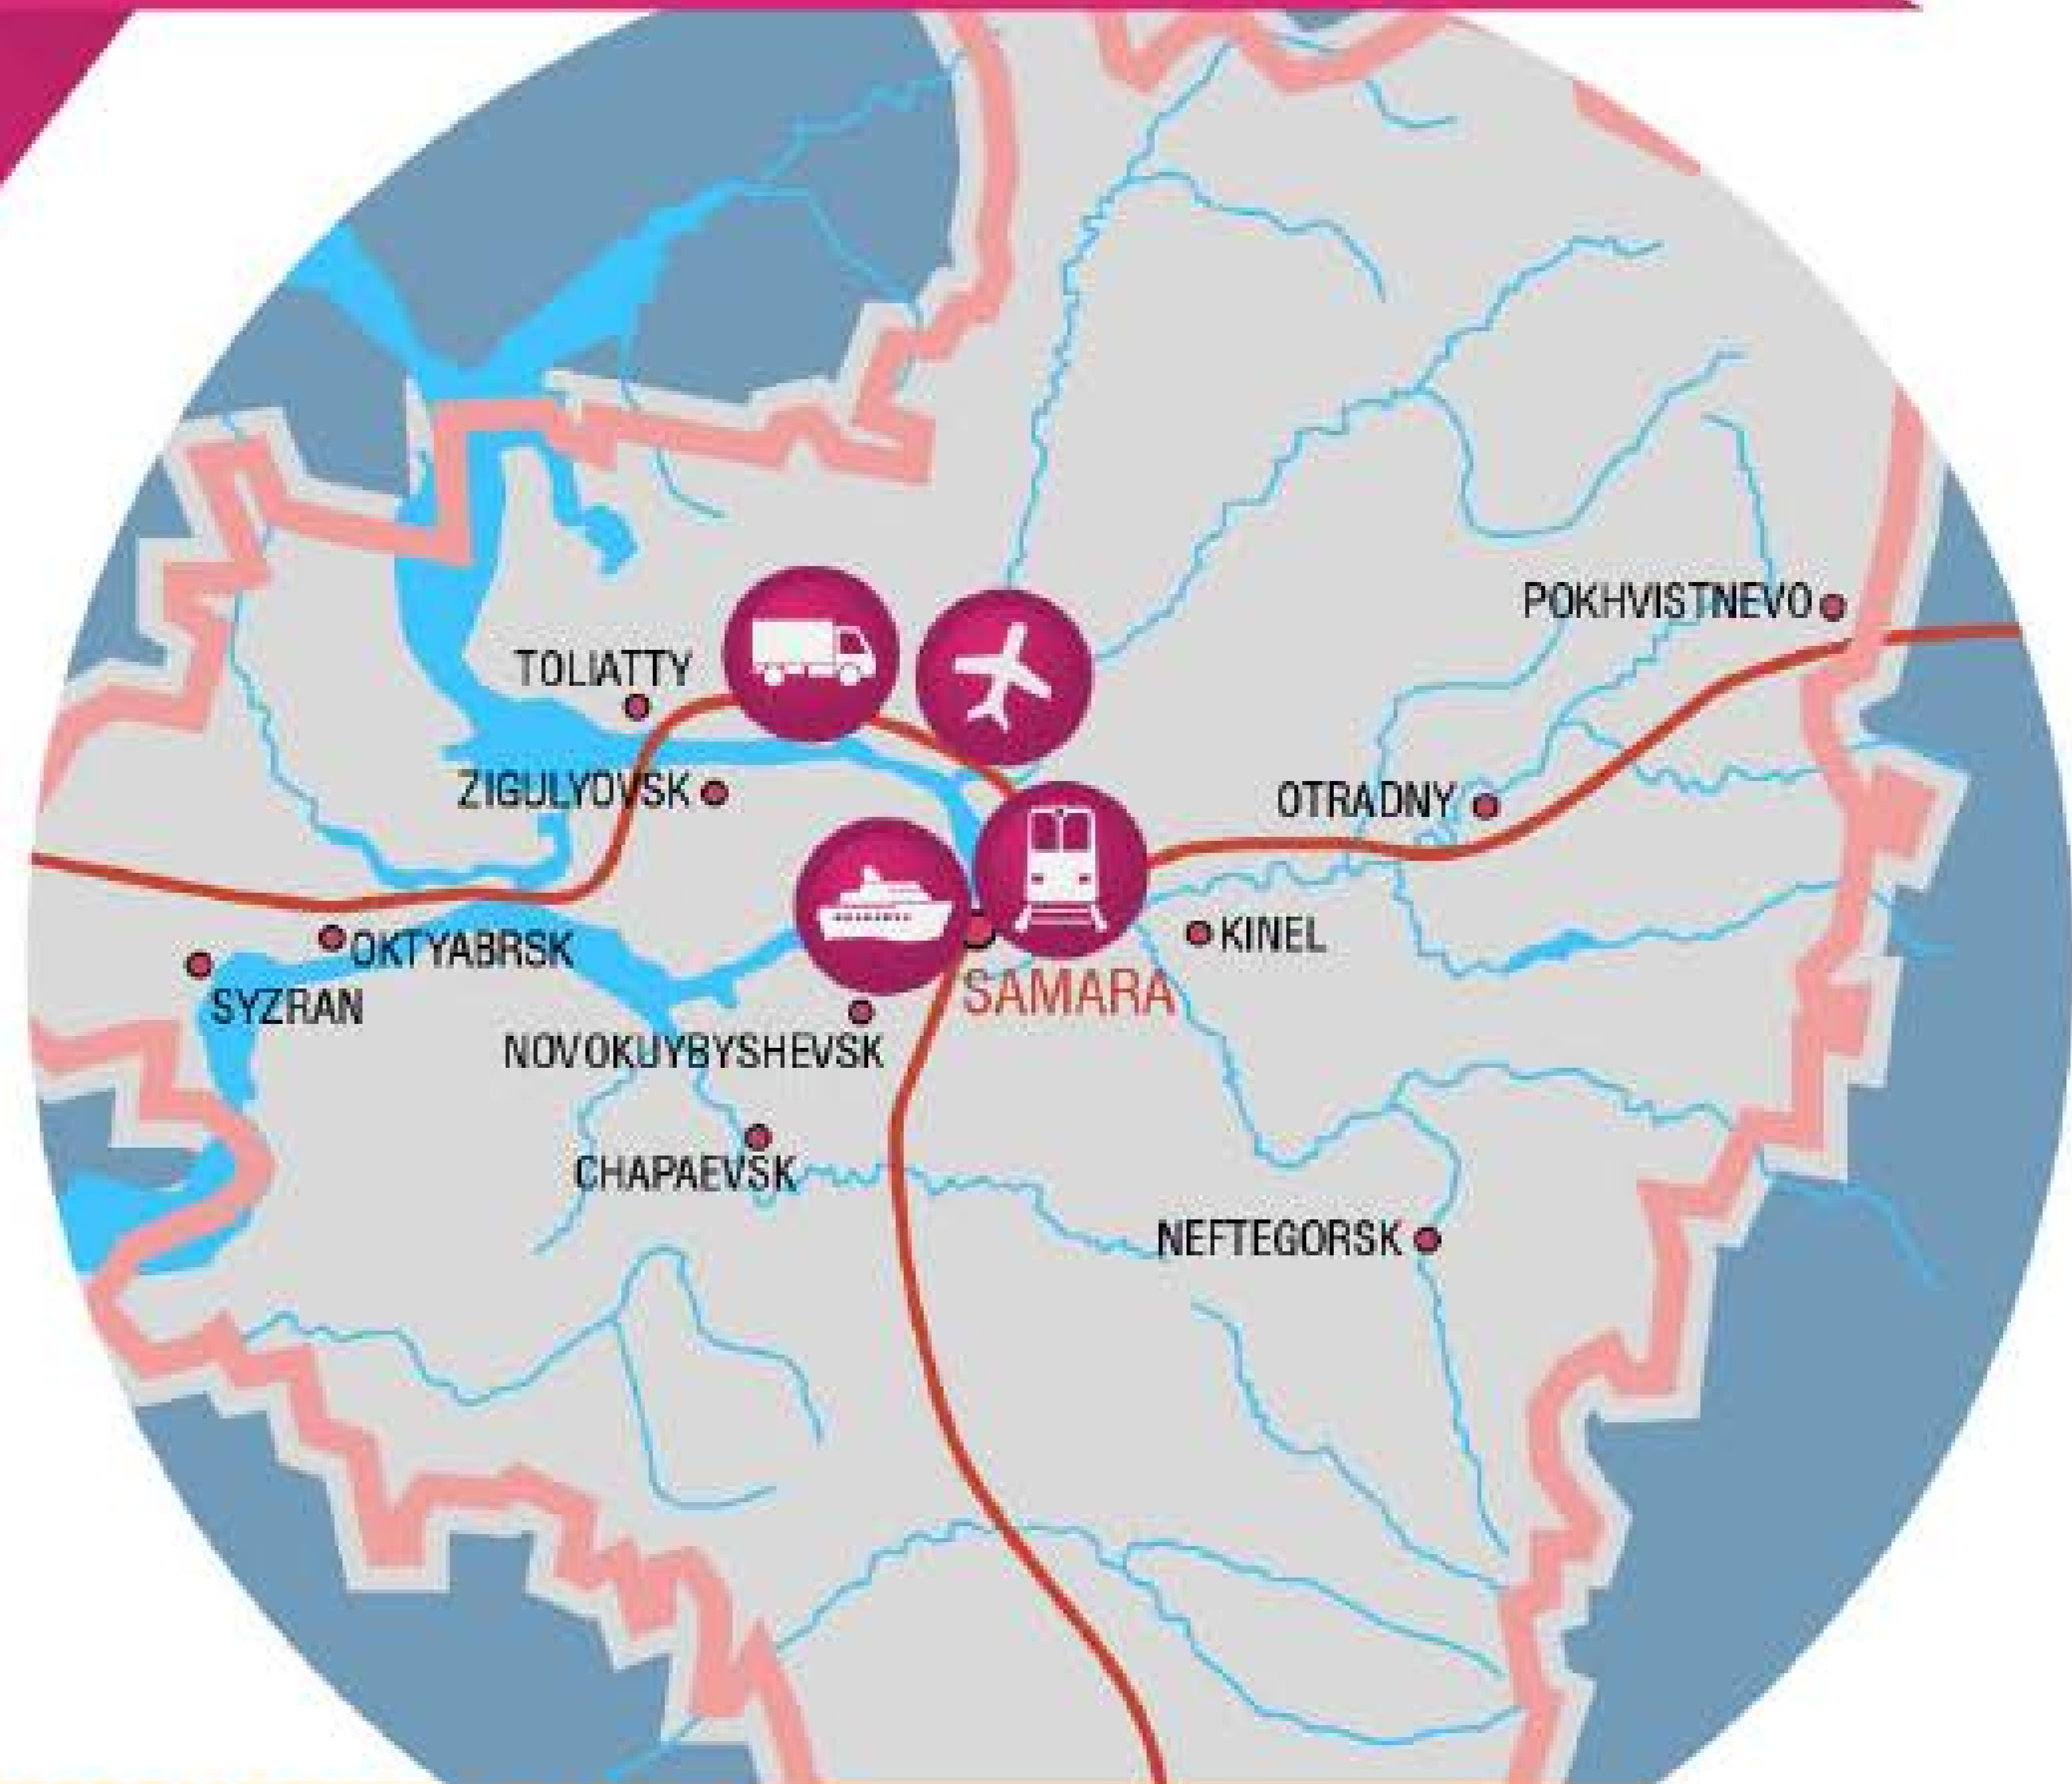 POKHVISTNEVO
TOLIATTY
ZIGULYOVSK
OTRADNY
OKTYABRSK
KINEL
SYZRAN
SAMARA
NOVOKUYBYSHEVSK
CHAPAEVSK
NEFTEGORSK